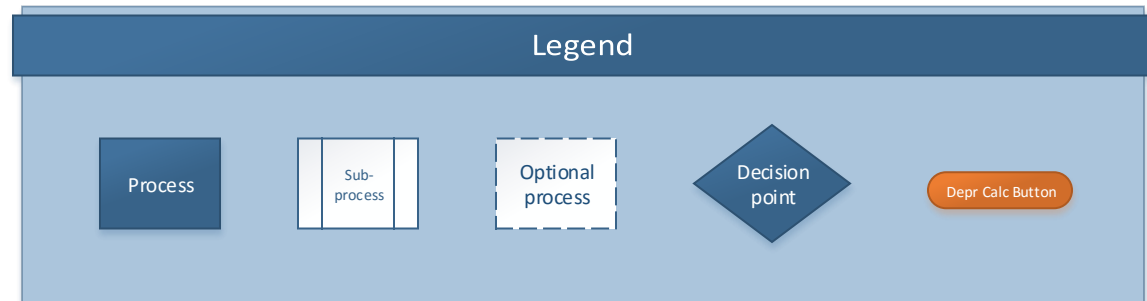 Legend
Process
Sub-
process
Optional
process
Decision
point
Depr Calc Button